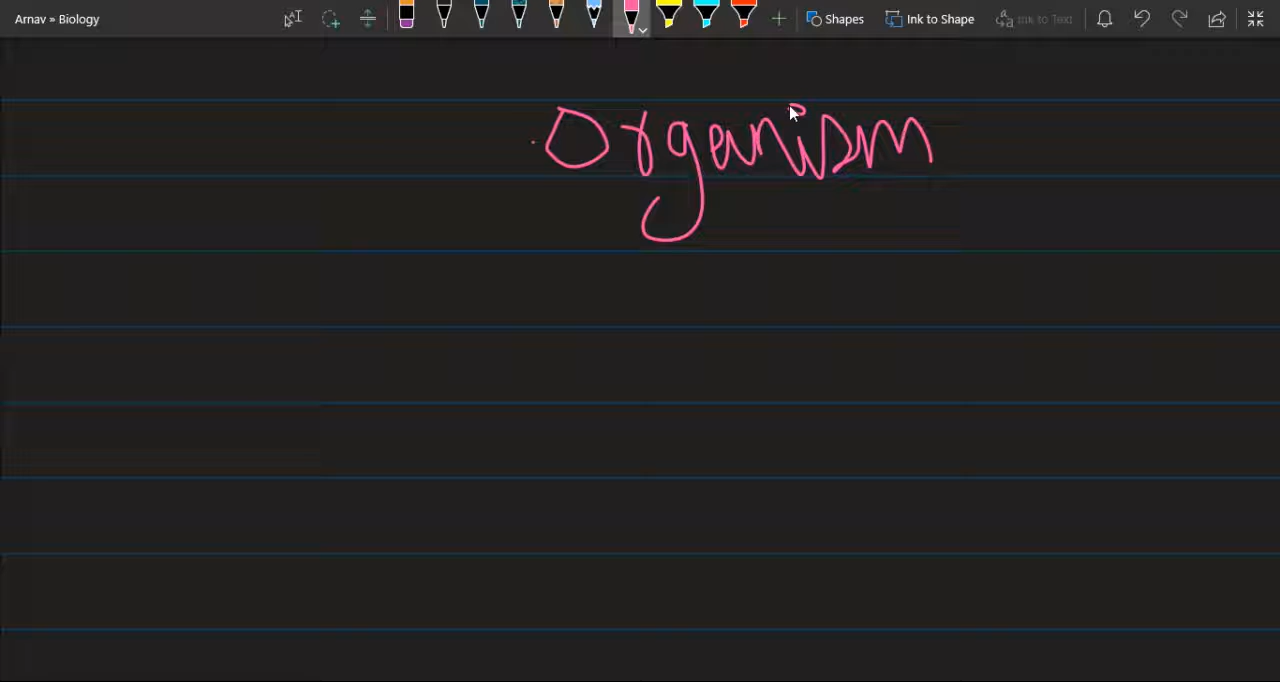 Arnav » Biology
Shapes
Ink to Shape
Ink to Text
Organism